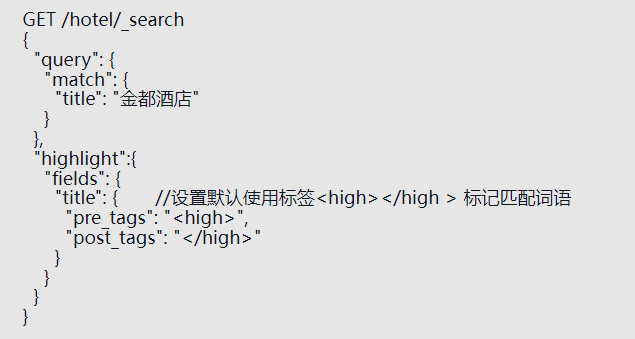 GET /hotel/_search
{
  "query": {
    "match": {
      "title": "金都酒店"
    }
  },
  "highlight":{
    "fields": {
      "title": {       //设置默认使用标签<high></high > 标记匹配词语
        "pre_tags": "<high>",
        "post_tags": "</high>"
      }
    }
  }
}